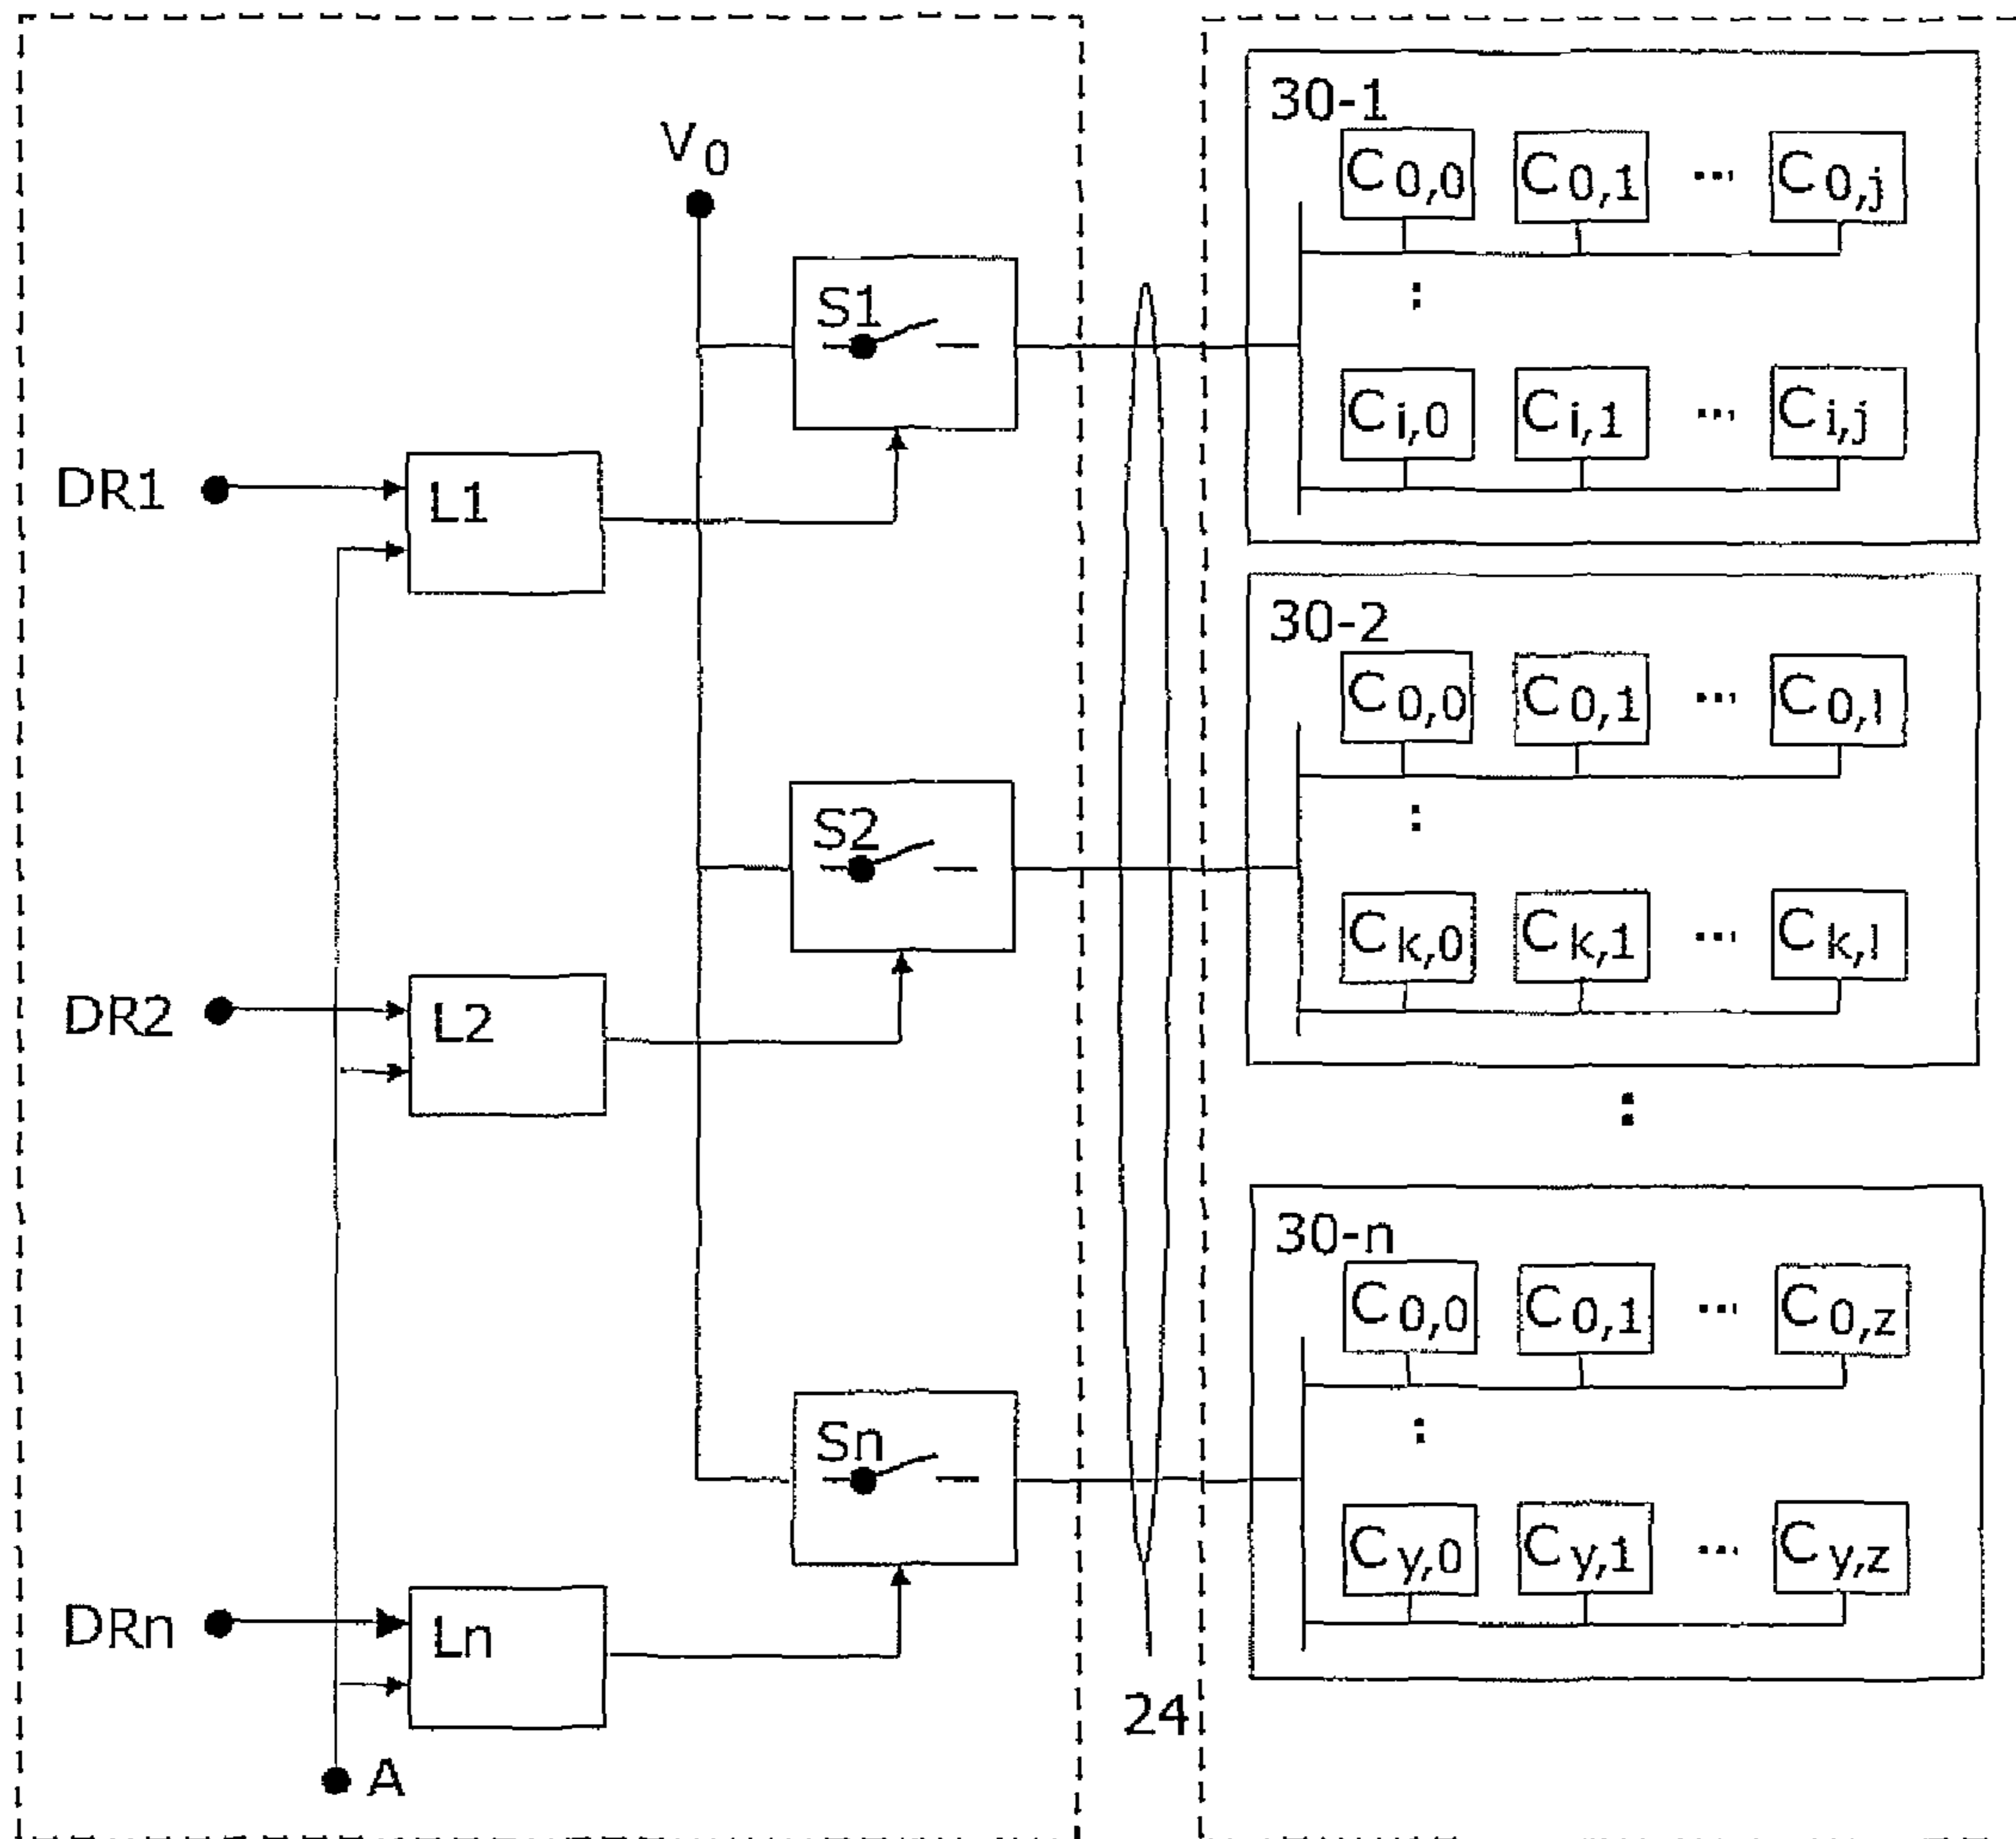 V0
S1
DR1
L1
S2
DR2
L2
Sn
DRn
Ln
A
24
30-1
C0,0 C0,1 ... C0,j
:
Ci,0 Ci,1 ... Ci,j
30-2
C0,0 C0,1 ... C0,l
:
Ck,0 Ck,1 ... Ck,l
:
30-n
C0,0 C0,1 ... C0,z
:
Cy,0 Cy,1 ... Cy,z